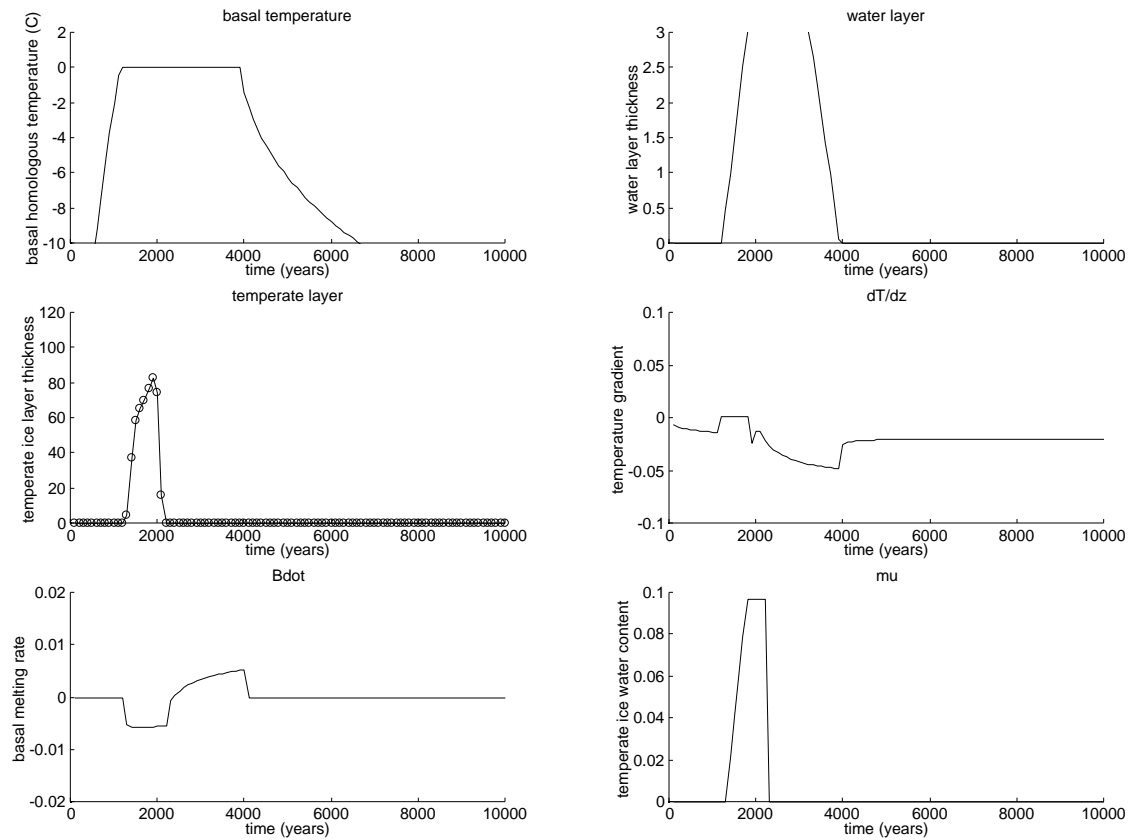 basal temperature
basal homologous temperature (C)
2
0
-2
-4
-6
-8
-10
0 2000 4000 6000 8000 10000
time (years)
water layer
water layer thickness
3
2.5
2
1.5
1
0.5
0
0 2000 4000 6000 8000 10000
time (years)
temperate layer
temperate ice layer thickness
120
100
80
60
40
20
0
0 2000 4000 6000 8000 10000
time (years)
dT/dz
temperature gradient
0.1
0.05
0
-0.05
-0.1
0 2000 4000 6000 8000 10000
time (years)
Bdot
basal melting rate
0.02
0.01
0
-0.01
-0.02
0 2000 4000 6000 8000 10000
time (years)
mu
temperate ice water content
0.1
0.08
0.06
0.04
0.02
0
0 2000 4000 6000 8000 10000
time (years)